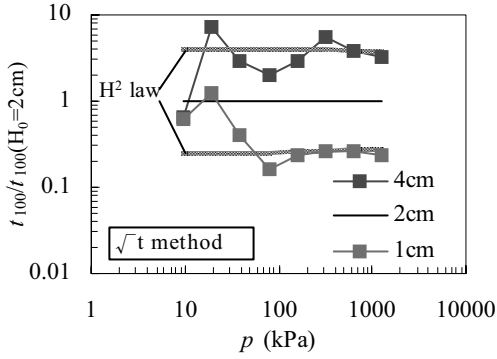 t₁₀₀/t₁₀₀(H₀=2cm)
10
1
0.1
0.01
H² law
4cm
2cm
1cm
√t method
1 10 100 1000 10000
p (kPa)